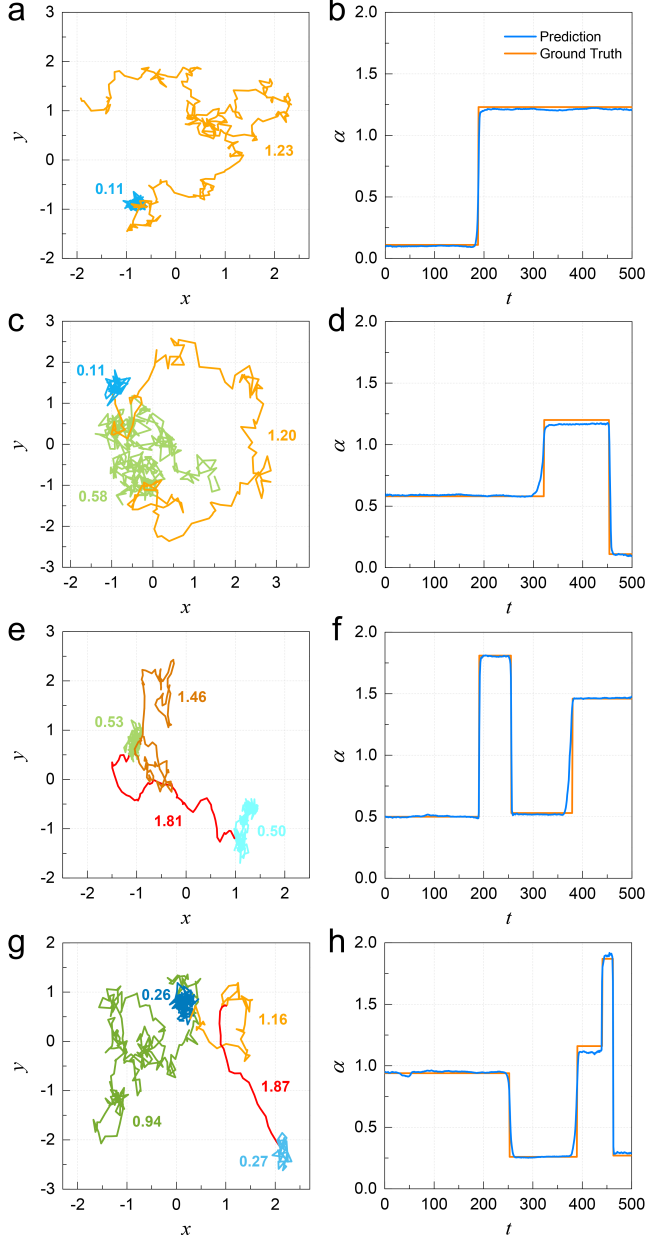 a
2
1
0
-1
-2
y
1.23
0.11
-2 -1 0 1 2
x
b
2.0
1.5
1.0
0.5
0.0
α
Prediction
Ground Truth
0 100 200 300 400 500
t
c
3
2
1
0
-1
-2
-3
y
0.11
1.20
0.58
-2 -1 0 1 2 3
x
d
2.0
1.5
1.0
0.5
0.0
α
0 100 200 300 400 500
t
e
3
2
1
0
-1
-2
y
1.46
0.53
1.81
0.50
-2 -1 0 1 2
x
f
2.0
1.5
1.0
0.5
0.0
α
0 100 200 300 400 500
t
g
2
1
0
-1
-2
-3
y
0.26
1.16
1.87
0.94
0.27
-2 -1 0 1 2
x
h
2.0
1.5
1.0
0.5
0.0
α
0 100 200 300 400 500
t